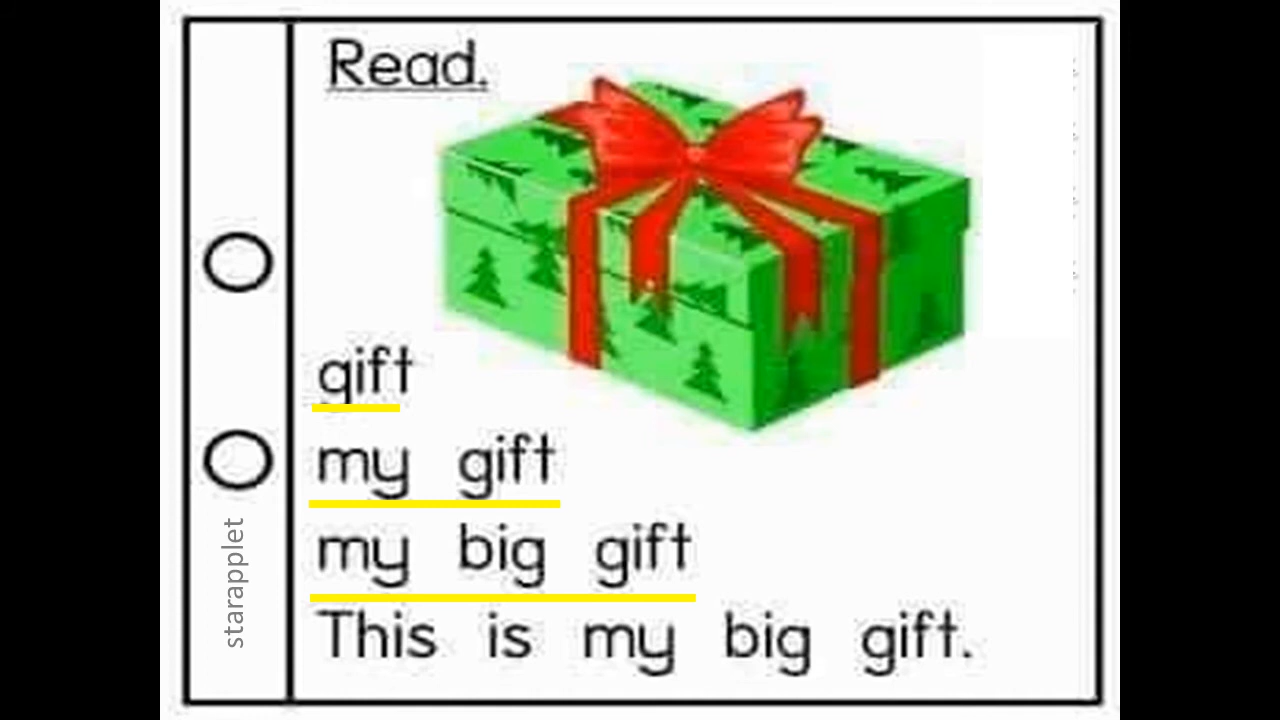 Read.
gift
my gift
my big gift
This is my big gift.
starapplet